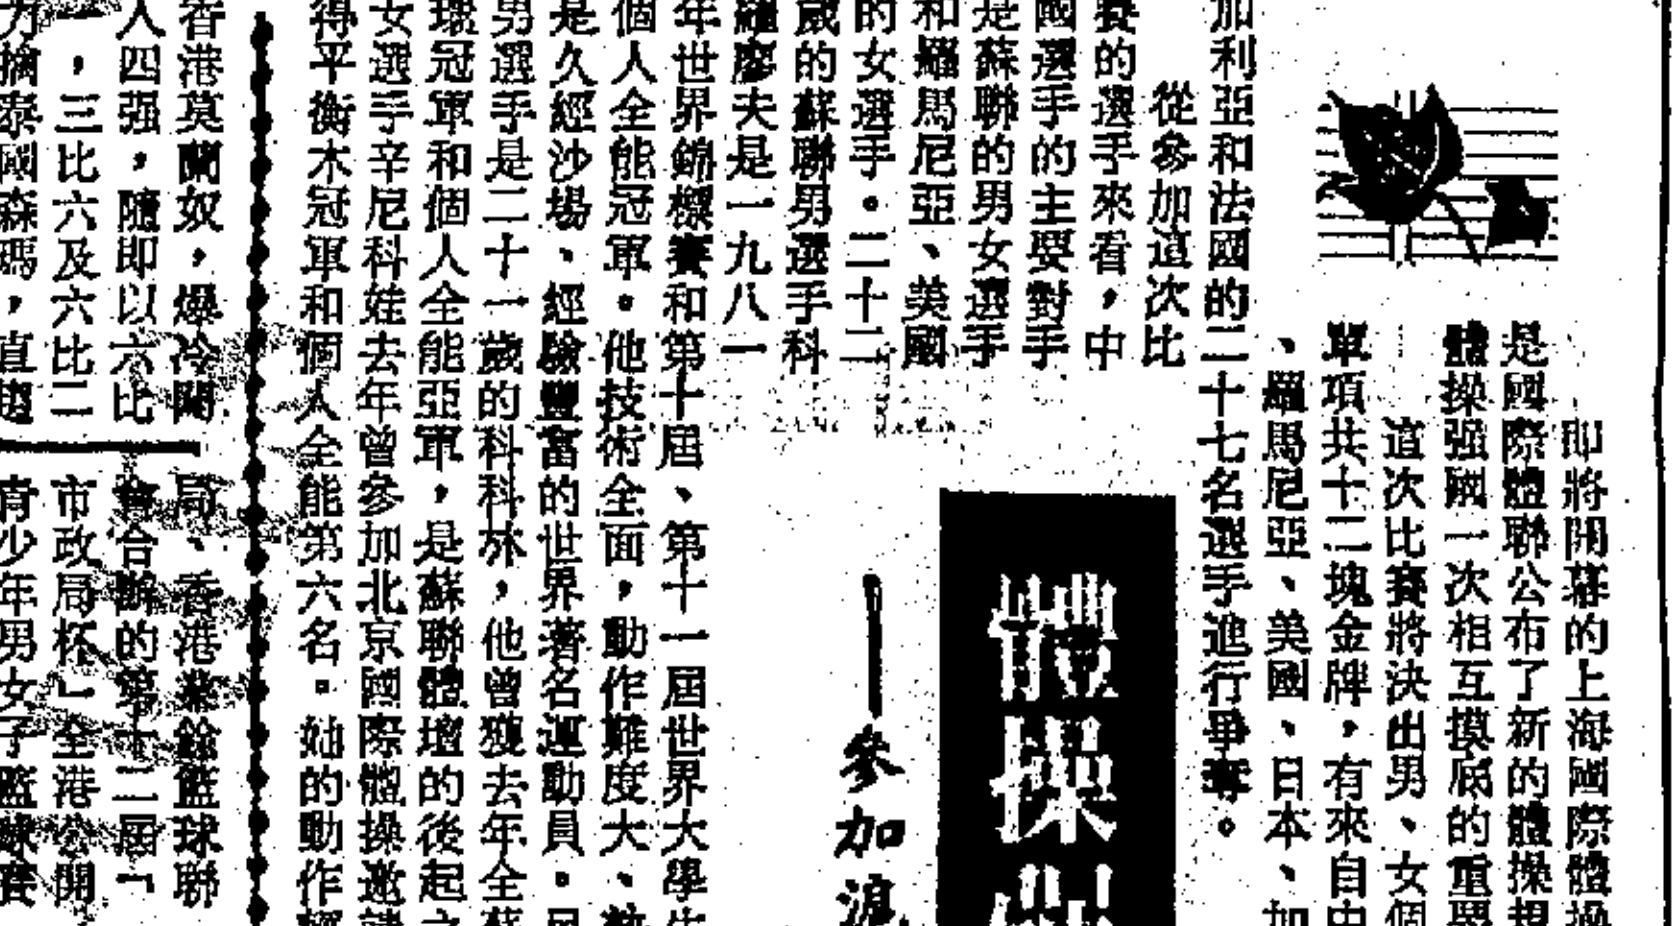 即將開幕的上海國際體操
是國際體聯公布了新的體操規
體操强國一次相互摸底的重要
這次比賽將決出男、女個
單項共十二塊金牌，有來自中
、羅馬尼亞、美國、日本、加
加利亞和法國的二十七名選手進行爭奪。
從參加這次比
賽的選手來看，中
國選手的主要對手
是蘇聯的男女選手
和羅馬尼亞、美國
的女選手。二十二
歲的蘇聯男選手科
羅廖夫是一九八一
年世界錦標賽和第十屆、第十一屆世界大學生
個人全能冠軍。他技術全面，動作難度大、
是久經沙場、經驗豐富的世界著名運動員。
男選手是二十一歲的科科林，他曾獲去年全蘇
環冠軍和個人全能亞軍，是蘇聯體壇的後起之
女選手辛尼科娃去年曾參加北京國際體操邀請
得平衡木冠軍和個人全能第六名。她的動作
體操
——參加
香港莫蘭奴，爆冷闖
人四强，隨即以六比
一，三比六及六比二
力擒泰國森瑪，直趨
局、香港業餘籃球聯
會合辦的第十二屆「
市政局杯」全港公開
青少年男女子籃球賽